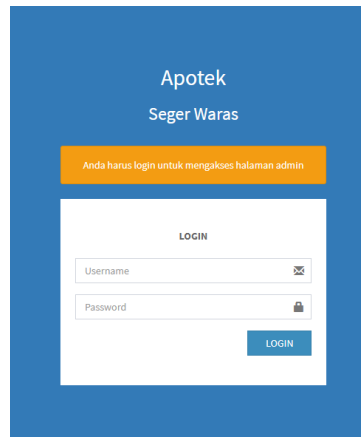 Apotek
Seger Waras
Anda harus login untuk mengakses halaman admin
LOGIN
Username
Password
LOGIN